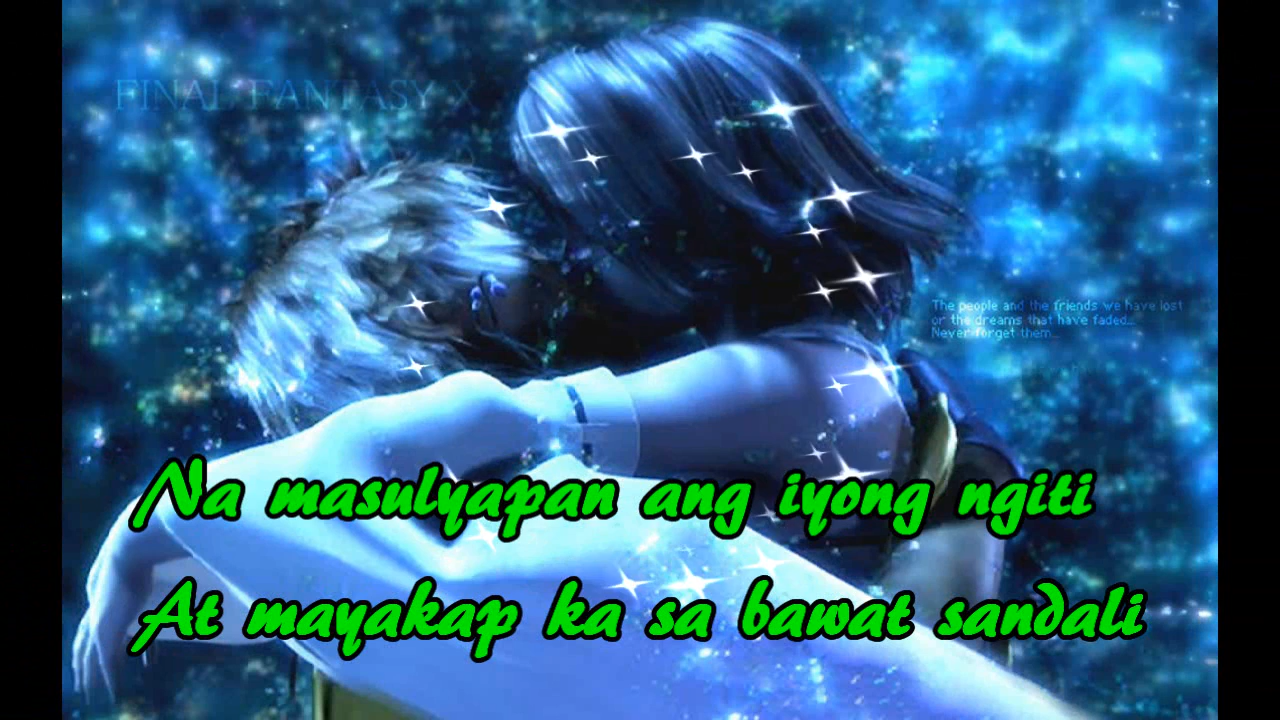 FINAL FANTASY X
The people and the friends we have lost
or the dreams that have faded...
Never forget them...
Na masulyapan ang iyong ngiti
At mayakap ka sa bawat sandali